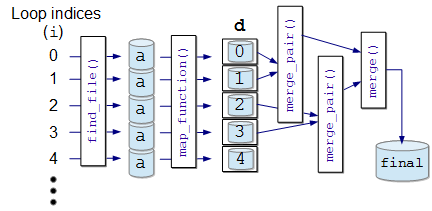 Loop indices
(i)
d
0
1
2
3
4
find_file()
a
a
a
a
a
map_function()
0
1
2
3
4
merge_pair()
merge_pair()
merge()
final